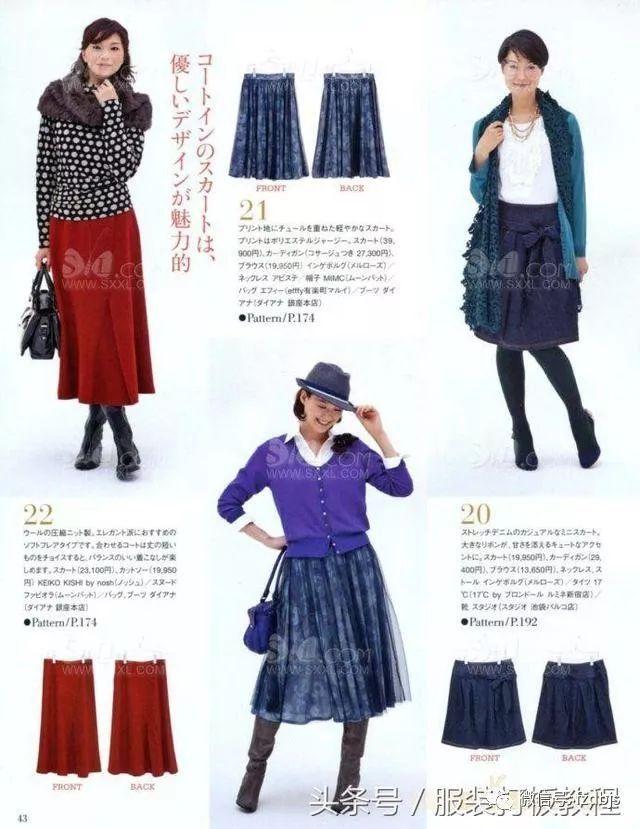 コートインのスカートは、
優しいデザインが魅力的
FRONT
BACK
21
プリント地にチュールを重ねた軽やかなスカート。
プリントはポリエステルジャージー。スカート(39,
900円)、カーディガン(コサージュつき 27,300円)、
ブラウス(19,950円) インゲボルグ(メルローズ)/
ネックレス アビステ/帽子 MIMC(ムーンバット)/
バッグ エフィー(efffy有楽町マルイ)/ブーツ ダイ
アナ(ダイアナ 銀座本店)
●Pattern/P.174
22
ウールの圧縮ニット製。エレガント派におすすめの
ソフトフレアタイプです。合わせるコートは丈の短い
ものをチョイスすると、バランスのいい着こなしが楽
しめます。スカート(23,100円)、カットソー(19,950
円) KEIKO KISHI by nosh(ノッシュ)/スヌード
ファビオラ(ムーンバット)/バッグ、ブーツ ダイアナ
(ダイアナ 銀座本店)
●Pattern/P.174
FRONT
BACK
20
ストレッチデニムのカジュアルなミニスカート。
大きなリボンが、甘さを添えるキュートなアクセ
ントに。スカート(19,950円)、カーディガン(29,
400円)、ブラウス(13,650円)、ネックレス、ス
トール インゲボルグ(メルローズ)/タイツ 17
℃(17℃ by ブロンドール ルミネ新宿店)/
靴 スタジオ(スタジオ 池袋パルコ店)
●Pattern/P.192
FRONT
BACK
43
SXXL.COM
WWW.SXXL.COM
头条号/服装打板教程